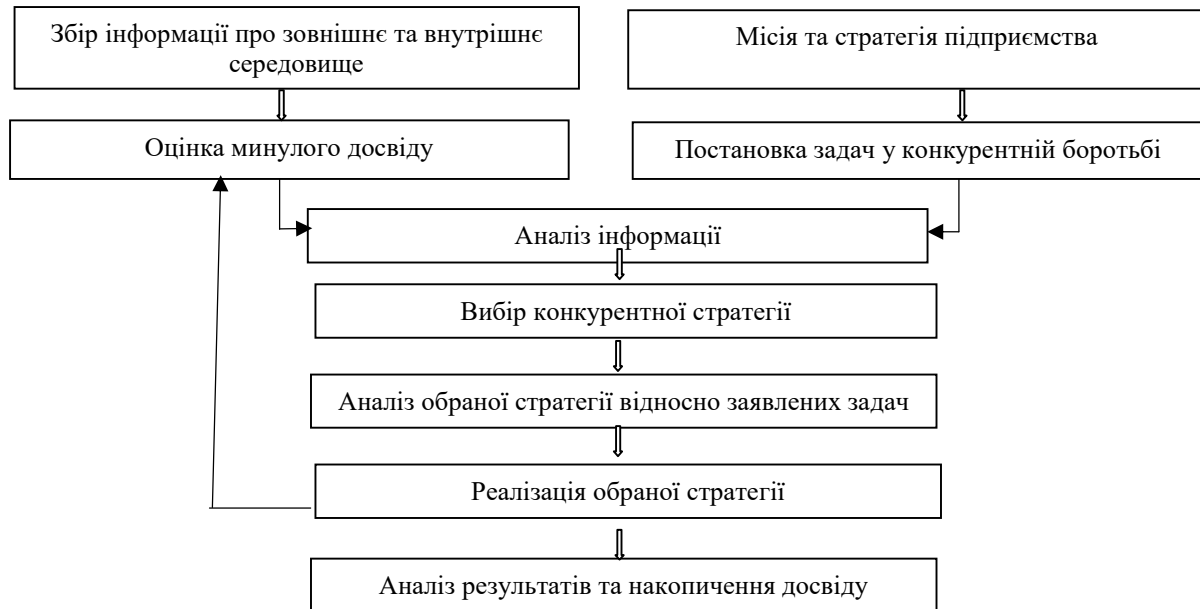 Збір інформації про зовнішнє та внутрішнє
середовище
Місія та стратегія підприємства
Оцінка минулого досвіду
Постановка задач у конкурентній боротьбі
Аналіз інформації
Вибір конкурентної стратегії
Аналіз обраної стратегії відносно заявлених задач
Реалізація обраної стратегії
Аналіз результатів та накопичення досвіду